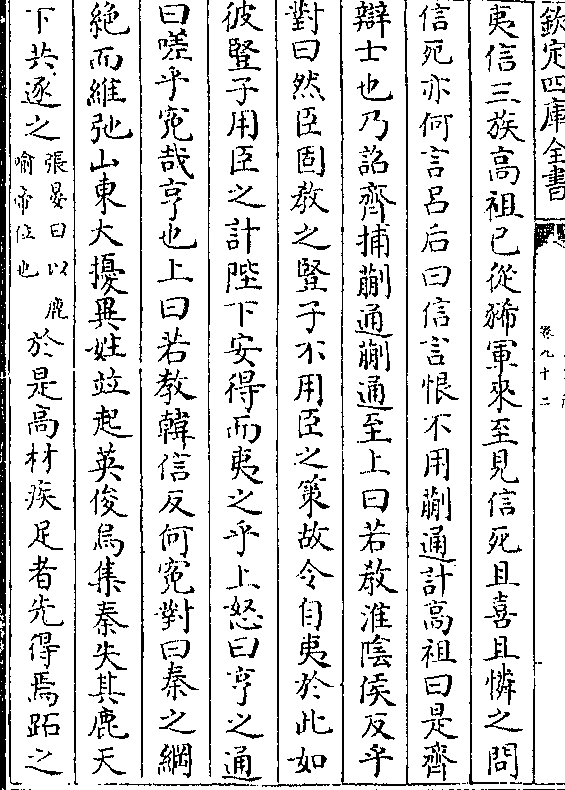 欽定四庫全書
卷九十二
夷信三族高祖已從豨軍來至見信死且喜且憐之問
信死亦何言呂后曰信言恨不用蒯通計高祖曰是齊
辯士也乃詔齊捕蒯通蒯通至上曰若教淮陰侯反乎
對曰然臣固教之豎子不用臣之策故令自夷於此如
彼豎子用臣之計陛下安得而夷之乎上怒曰亨之通
曰嗟乎寃哉亨也上曰若教韓信反何寃對曰秦之綱
絶而維弛山東大擾異姓並起英俊烏集秦失其鹿天
下共逐之張晏曰以鹿喻帝位也於是高材疾足者先得焉跖之